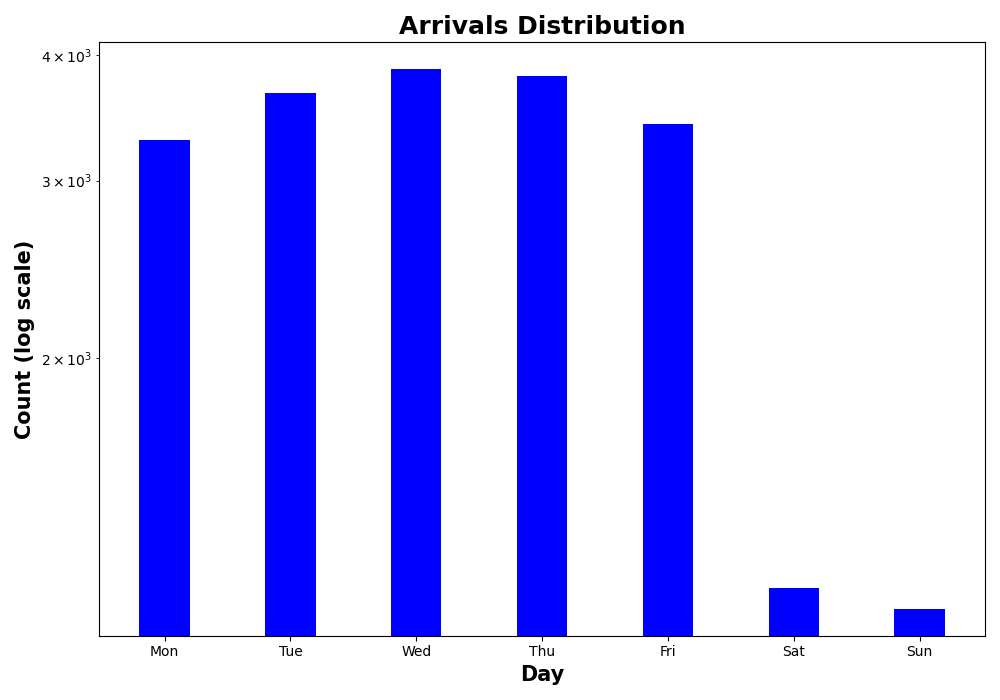 Arrivals Distribution
4 × 10³
3 × 10³
2 × 10³
Count (log scale)
Mon Tue Wed Thu Fri Sat Sun
Day